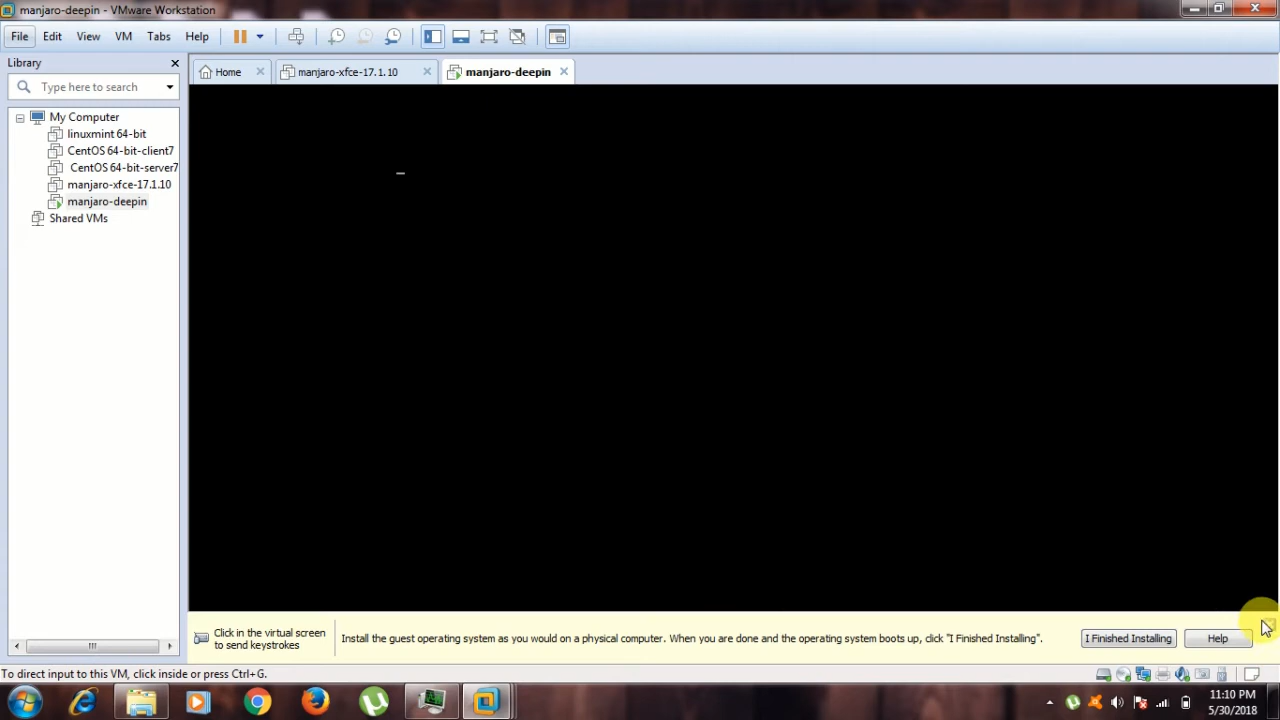 manjaro-deepin - VMware Workstation
File Edit View VM Tabs Help
Library
Type here to search
Home
manjaro-xfce-17.1.10
manjaro-deepin
My Computer
linuxmint 64-bit
CentOS 64-bit-client7
CentOS 64-bit-server7
manjaro-xfce-17.1.10
manjaro-deepin
Shared VMs
Click in the virtual screen
to send keystrokes
Install the guest operating system as you would on a physical computer. When you are done and the operating system boots up, click "I Finished Installing".
I Finished Installing
Help
To direct input to this VM, click inside or press Ctrl+G.
11:10 PM
5/30/2018